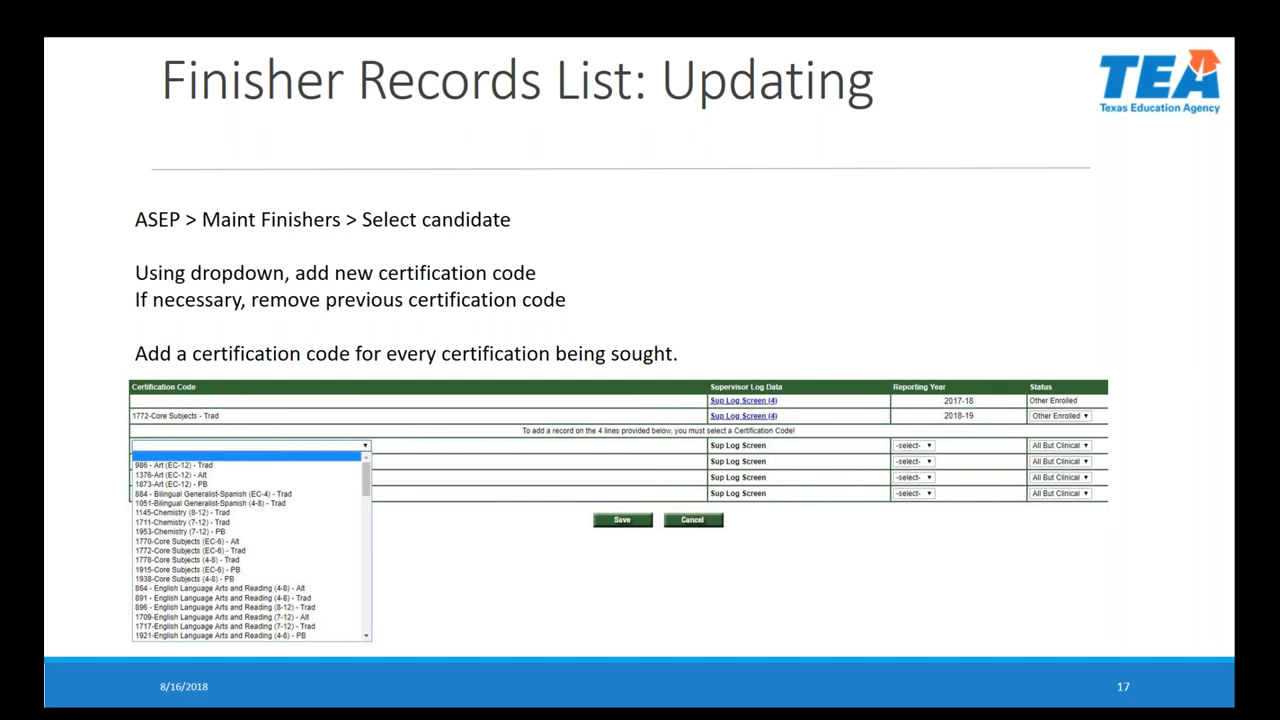 Finisher Records List: Updating
TEA
Texas Education Agency
ASEP > Maint Finishers > Select candidate
Using dropdown, add new certification code
If necessary, remove previous certification code
Add a certification code for every certification being sought.
Certification Code Supervisor Log Data Reporting Year Status
Sup Log Screen (4) 2017-18 Other Enrolled
1772-Core Subjects - Trad Sup Log Screen (4) 2018-19 Other Enrolled
To add a record on the 4 lines provided below, you must select a Certification Code!
Sup Log Screen -select- All But Clinical
Sup Log Screen -select- All But Clinical
Sup Log Screen -select- All But Clinical
Sup Log Screen -select- All But Clinical
986 - Art (EC-12) - Trad
1376-Art (EC-12) - Alt
1873-Art (EC-12) - PB
884 - Bilingual Generalist-Spanish (EC-4) - Trad
1051-Bilingual Generalist-Spanish (4-8) - Trad
1145-Chemistry (8-12) - Trad
1711-Chemistry (7-12) - Trad
1953-Chemistry (7-12) - PB
1770-Core Subjects (EC-6) - Alt
1772-Core Subjects (EC-6) - Trad
1778-Core Subjects (4-8) - Trad
1915-Core Subjects (EC-6) - PB
1938-Core Subjects (4-8) - PB
864 - English Language Arts and Reading (4-8) - Alt
891 - English Language Arts and Reading (4-8) - Trad
896 - English Language Arts and Reading (8-12) - Trad
1709-English Language Arts and Reading (7-12) - Alt
1717-English Language Arts and Reading (7-12) - Trad
1921-English Language Arts and Reading (4-8) - PB
Save Cancel
8/16/2018 17